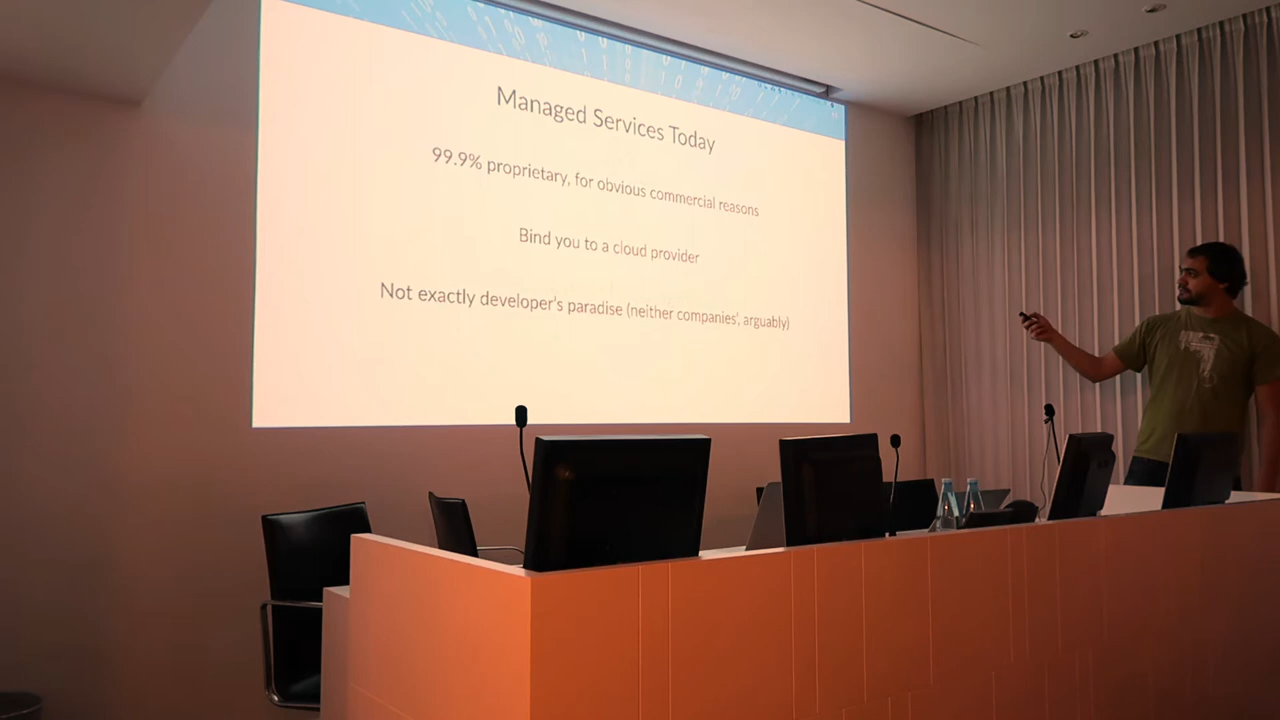 Managed Services Today
99.9% proprietary, for obvious commercial reasons
Bind you to a cloud provider
Not exactly developer's paradise (neither companies', arguably)